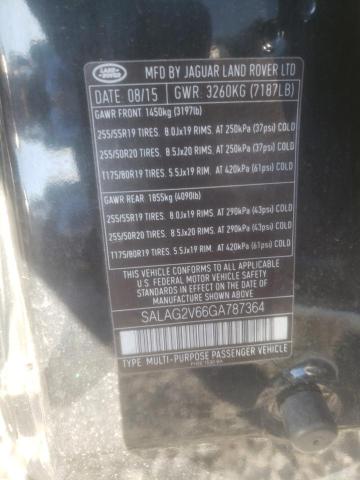 LAND
ROVER
MFD BY JAGUAR LAND ROVER LTD
DATE 08/15 GWR. 3260KG (7187LB)
GAWR FRONT 1450kg (3197lb)
255/55R19 TIRES. 8.0Jx19 RIMS. AT 250kPa (37psi) COLD
255/50R20 TIRES. 8.5Jx20 RIMS. AT 250kPa (37psi) COLD
T175/80R19 TIRES. 5.5Jx19 RIM. AT 420kPa (61psi) COLD
GAWR REAR 1855kg (4090lb)
255/55R19 TIRES. 8.0Jx19 RIMS. AT 290kPa (43psi) COLD
255/50R20 TIRES. 8.5Jx20 RIMS. AT 290kPa (43psi) COLD
T175/80R19 TIRES. 5.5Jx19 RIM. AT 420kPa (61psi) COLD
THIS VEHICLE CONFORMS TO ALL APPLICABLE
U.S. FEDERAL MOTOR VEHICLE SAFETY
STANDARDS IN EFFECT ON THE DATE OF
MANUFACTURE SHOWN ABOVE
SALAG2V66GA787364
TYPE: MULTI-PURPOSE PASSENGER VEHICLE